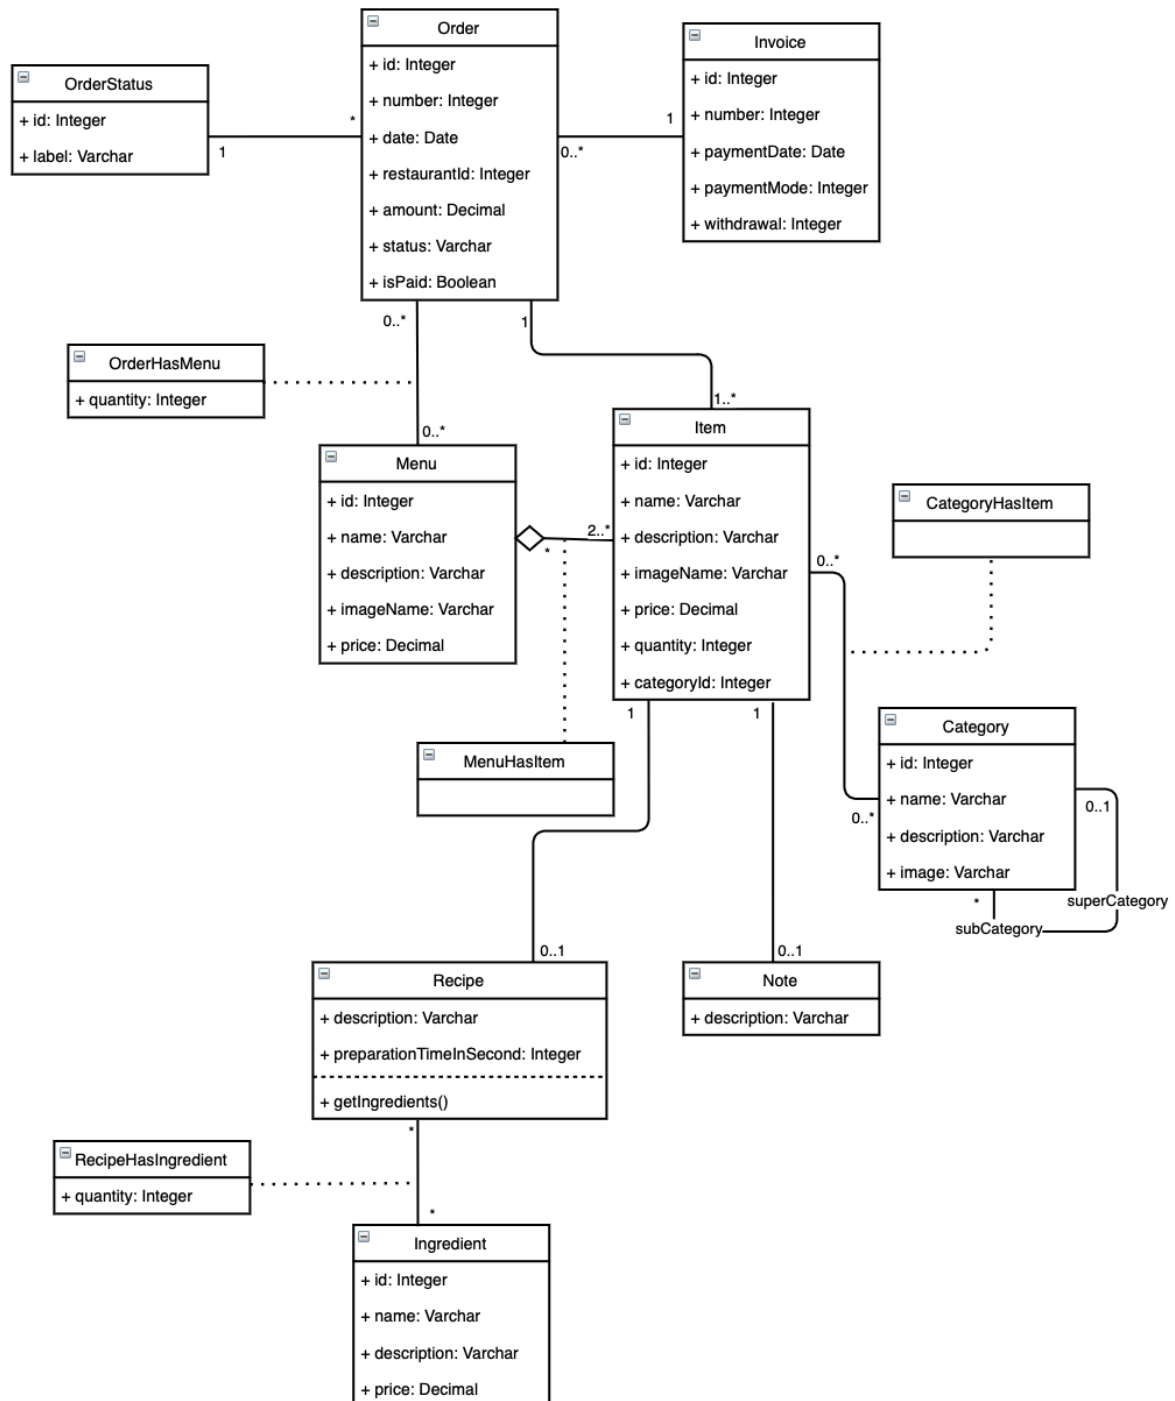 Order
+ id: Integer
+ number: Integer
+ date: Date
+ restaurantId: Integer
+ amount: Decimal
+ status: Varchar
+ isPaid: Boolean
Invoice
+ id: Integer
+ number: Integer
+ paymentDate: Date
+ paymentMode: Integer
+ withdrawal: Integer
OrderStatus
+ id: Integer
+ label: Varchar
1
*
0..*
1
0..*
1
OrderHasMenu
+ quantity: Integer
0..*
1..*
Menu
+ id: Integer
+ name: Varchar
+ description: Varchar
+ imageName: Varchar
+ price: Decimal
*
2..*
Item
+ id: Integer
+ name: Varchar
+ description: Varchar
+ imageName: Varchar
+ price: Decimal
+ quantity: Integer
+ categoryId: Integer
CategoryHasItem
0..*
MenuHasItem
1
1
Category
+ id: Integer
+ name: Varchar
+ description: Varchar
+ image: Varchar
0..*
0..1
*
superCategory
subCategory
0..1
0..1
Recipe
+ description: Varchar
+ preparationTimeInSecond: Integer
+ getIngredients()
Note
+ description: Varchar
*
RecipeHasIngredient
+ quantity: Integer
*
Ingredient
+ id: Integer
+ name: Varchar
+ description: Varchar
+ price: Decimal